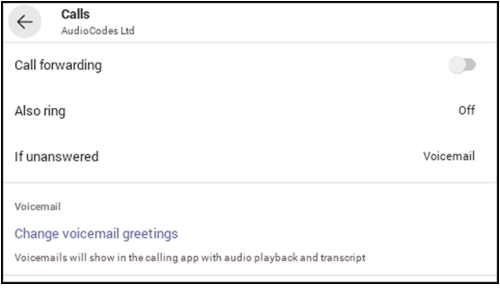 Calls
AudioCodes Ltd
Call forwarding
Also ring Off
If unanswered Voicemail
Voicemail
Change voicemail greetings
Voicemails will show in the calling app with audio playback and transcript